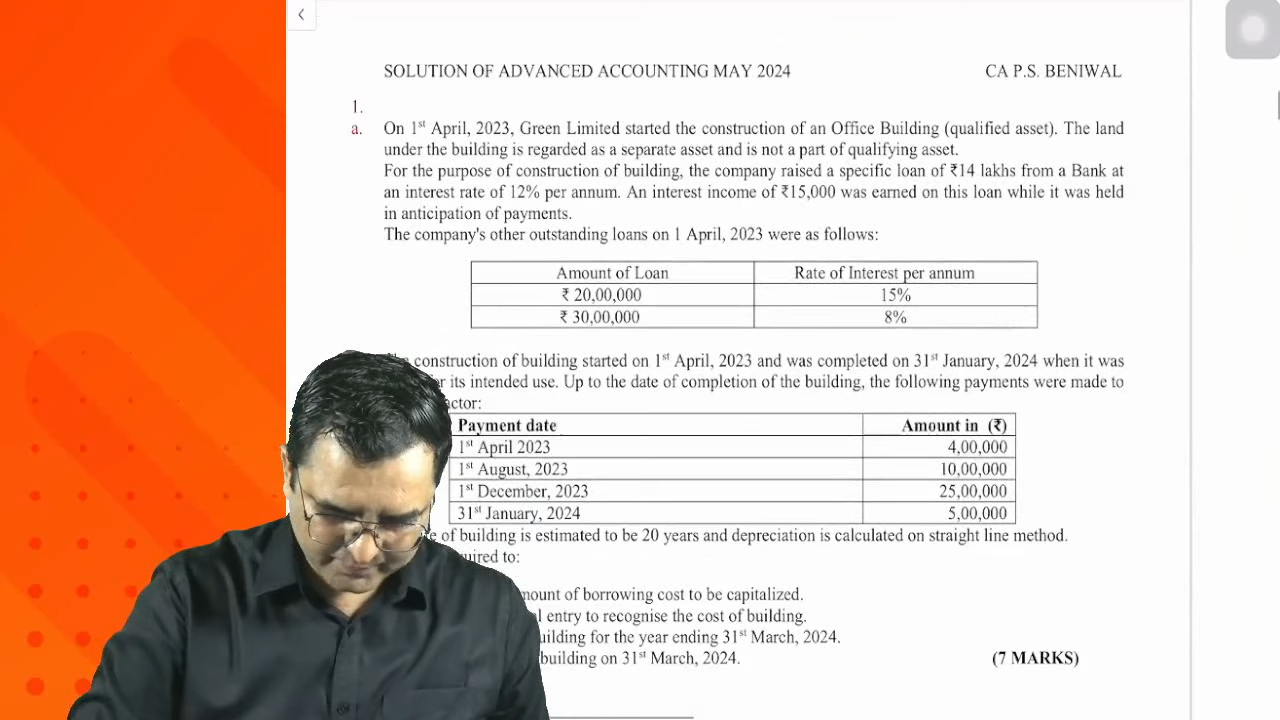 SOLUTION OF ADVANCED ACCOUNTING MAY 2024 CA P.S. BENIWAL
1.
a. On 1st April, 2023, Green Limited started the construction of an Office Building (qualified asset). The land
under the building is regarded as a separate asset and is not a part of qualifying asset.
For the purpose of construction of building, the company raised a specific loan of ₹14 lakhs from a Bank at
an interest rate of 12% per annum. An interest income of ₹15,000 was earned on this loan while it was held
in anticipation of payments.
The company's other outstanding loans on 1 April, 2023 were as follows:
Amount of Loan Rate of Interest per annum
₹ 20,00,000 15%
₹ 30,00,000 8%
construction of building started on 1st April, 2023 and was completed on 31st January, 2024 when it was
its intended use. Up to the date of completion of the building, the following payments were made to
Payment date Amount in (₹)
1st April 2023 4,00,000
1st August, 2023 10,00,000
1st December, 2023 25,00,000
31st January, 2024 5,00,000
of building is estimated to be 20 years and depreciation is calculated on straight line method.
to:
of borrowing cost to be capitalized.
entry to recognise the cost of building.
for the year ending 31st March, 2024.
building on 31st March, 2024. (7 MARKS)